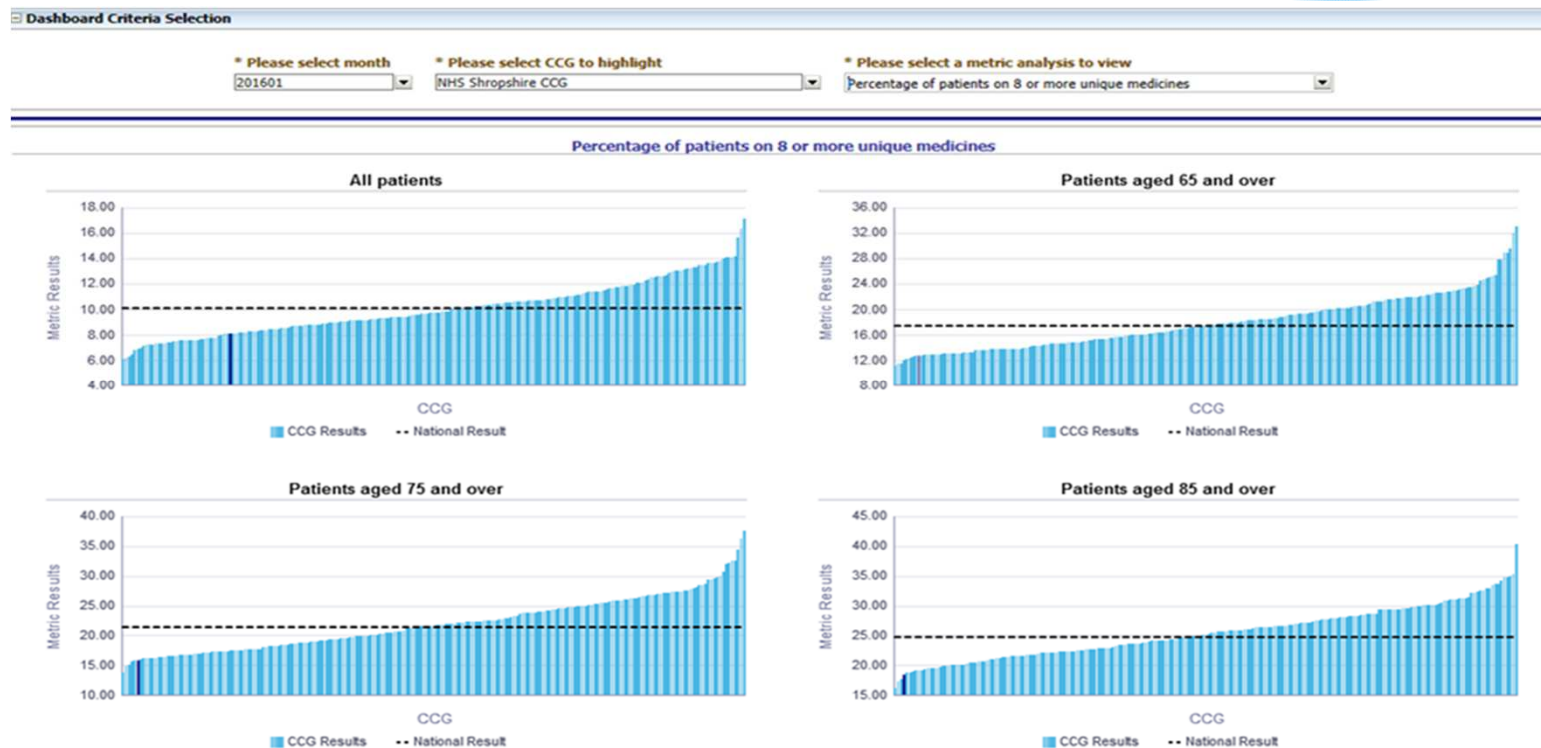 Dashboard Criteria Selection
* Please select month
* Please select CCG to highlight
* Please select a metric analysis to view
201601
NHS Shropshire CCG
Percentage of patients on 8 or more unique medicines
Percentage of patients on 8 or more unique medicines
All patients
18.00
16.00
14.00
12.00
10.00
8.00
6.00
4.00
Metric Results
CCG
CCG Results
National Result
Patients aged 65 and over
36.00
32.00
28.00
24.00
20.00
16.00
12.00
8.00
Metric Results
CCG
CCG Results
National Result
Patients aged 75 and over
40.00
35.00
30.00
25.00
20.00
15.00
10.00
Metric Results
CCG
CCG Results
National Result
Patients aged 85 and over
45.00
40.00
35.00
30.00
25.00
20.00
15.00
Metric Results
CCG
CCG Results
National Result